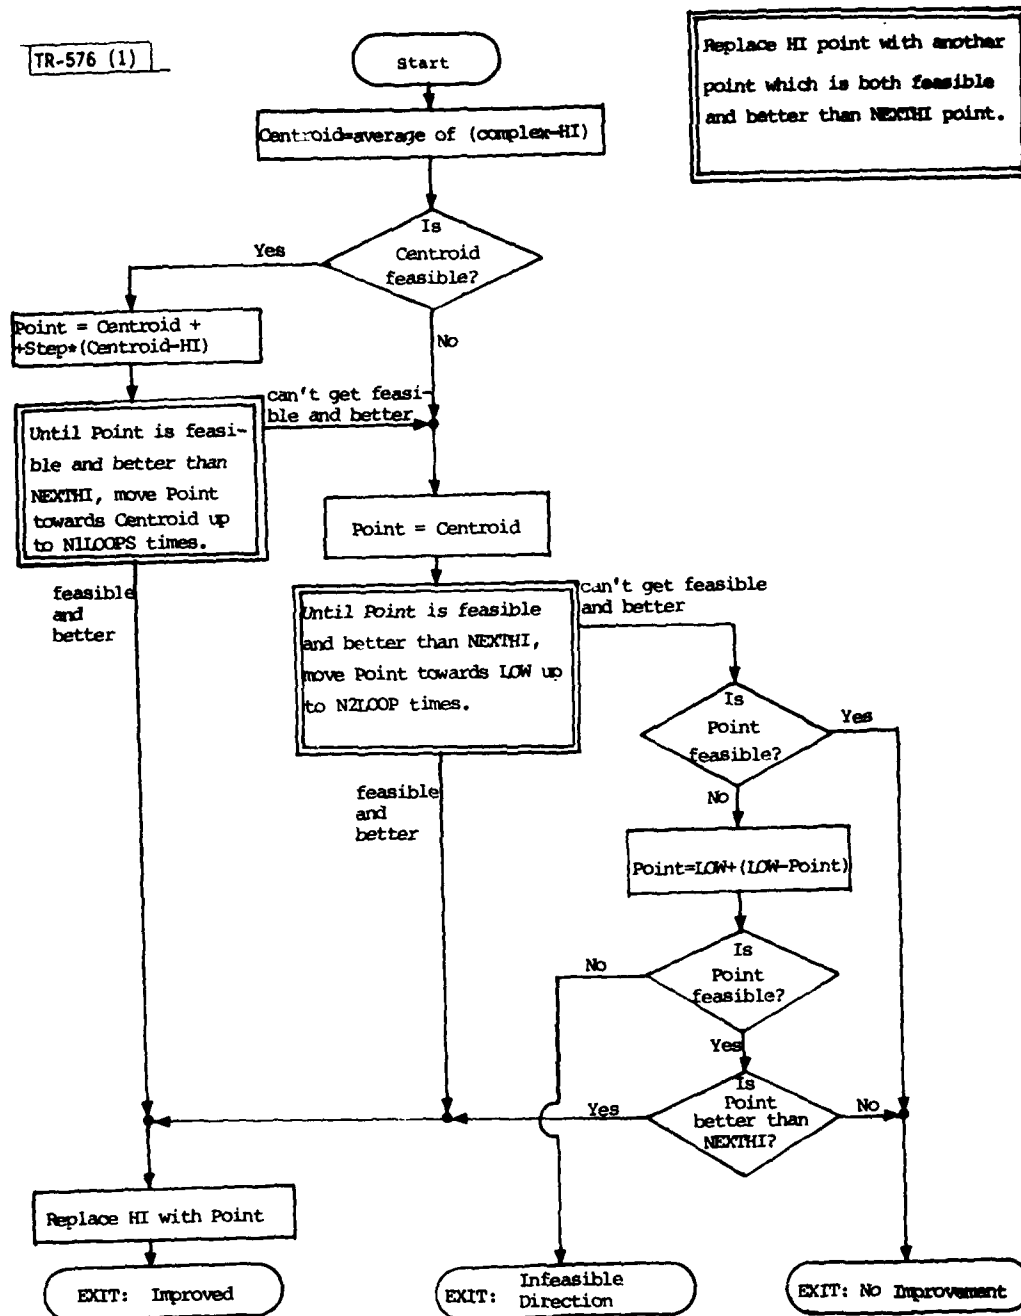 TR-576 (1)
Start
Replace HI point with another
point which is both feasible
and better than NEXTHI point.
Centroid=average of (complex-HI)
Is
Centroid
feasible?
Yes
No
Point = Centroid +
+Step*(Centroid-HI)
can't get feasi-
ble and better
Until Point is feasi-
ble and better than
NEXTHI, move Point
towards Centroid up
to N1LOOPS times.
feasible
and
better
Point = Centroid
can't get feasible
and better
Until Point is feasible
and better than NEXTHI,
move Point towards LOW up
to N2LOOP times.
feasible
and
better
Is
Point
feasible?
Yes
No
Point=LOW+(LOW-Point)
Is
Point
feasible?
No
Yes
Is
Point
better than
NEXTHI?
Yes
No
Replace HI with Point
EXIT: Improved
EXIT: Infeasible
Direction
EXIT: No Improvement